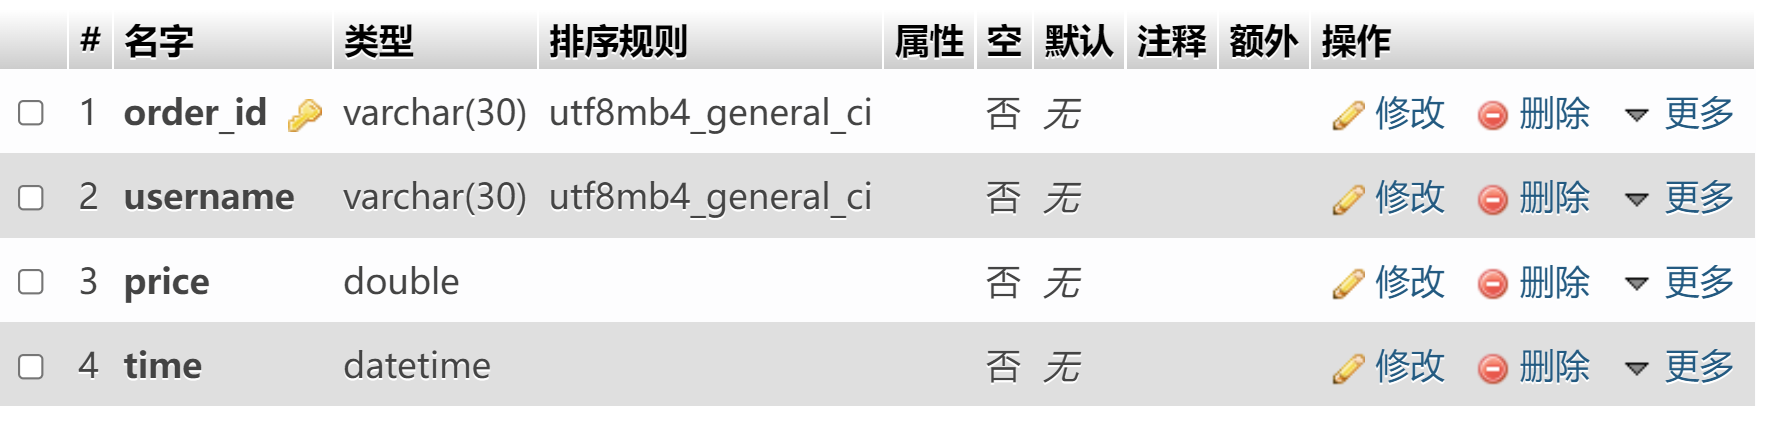 # 名字 类型 排序规则 属性 空 默认 注释 额外 操作
1 order_id varchar(30) utf8mb4_general_ci 否 无 修改 删除 更多
2 username varchar(30) utf8mb4_general_ci 否 无 修改 删除 更多
3 price double 否 无 修改 删除 更多
4 time datetime 否 无 修改 删除 更多